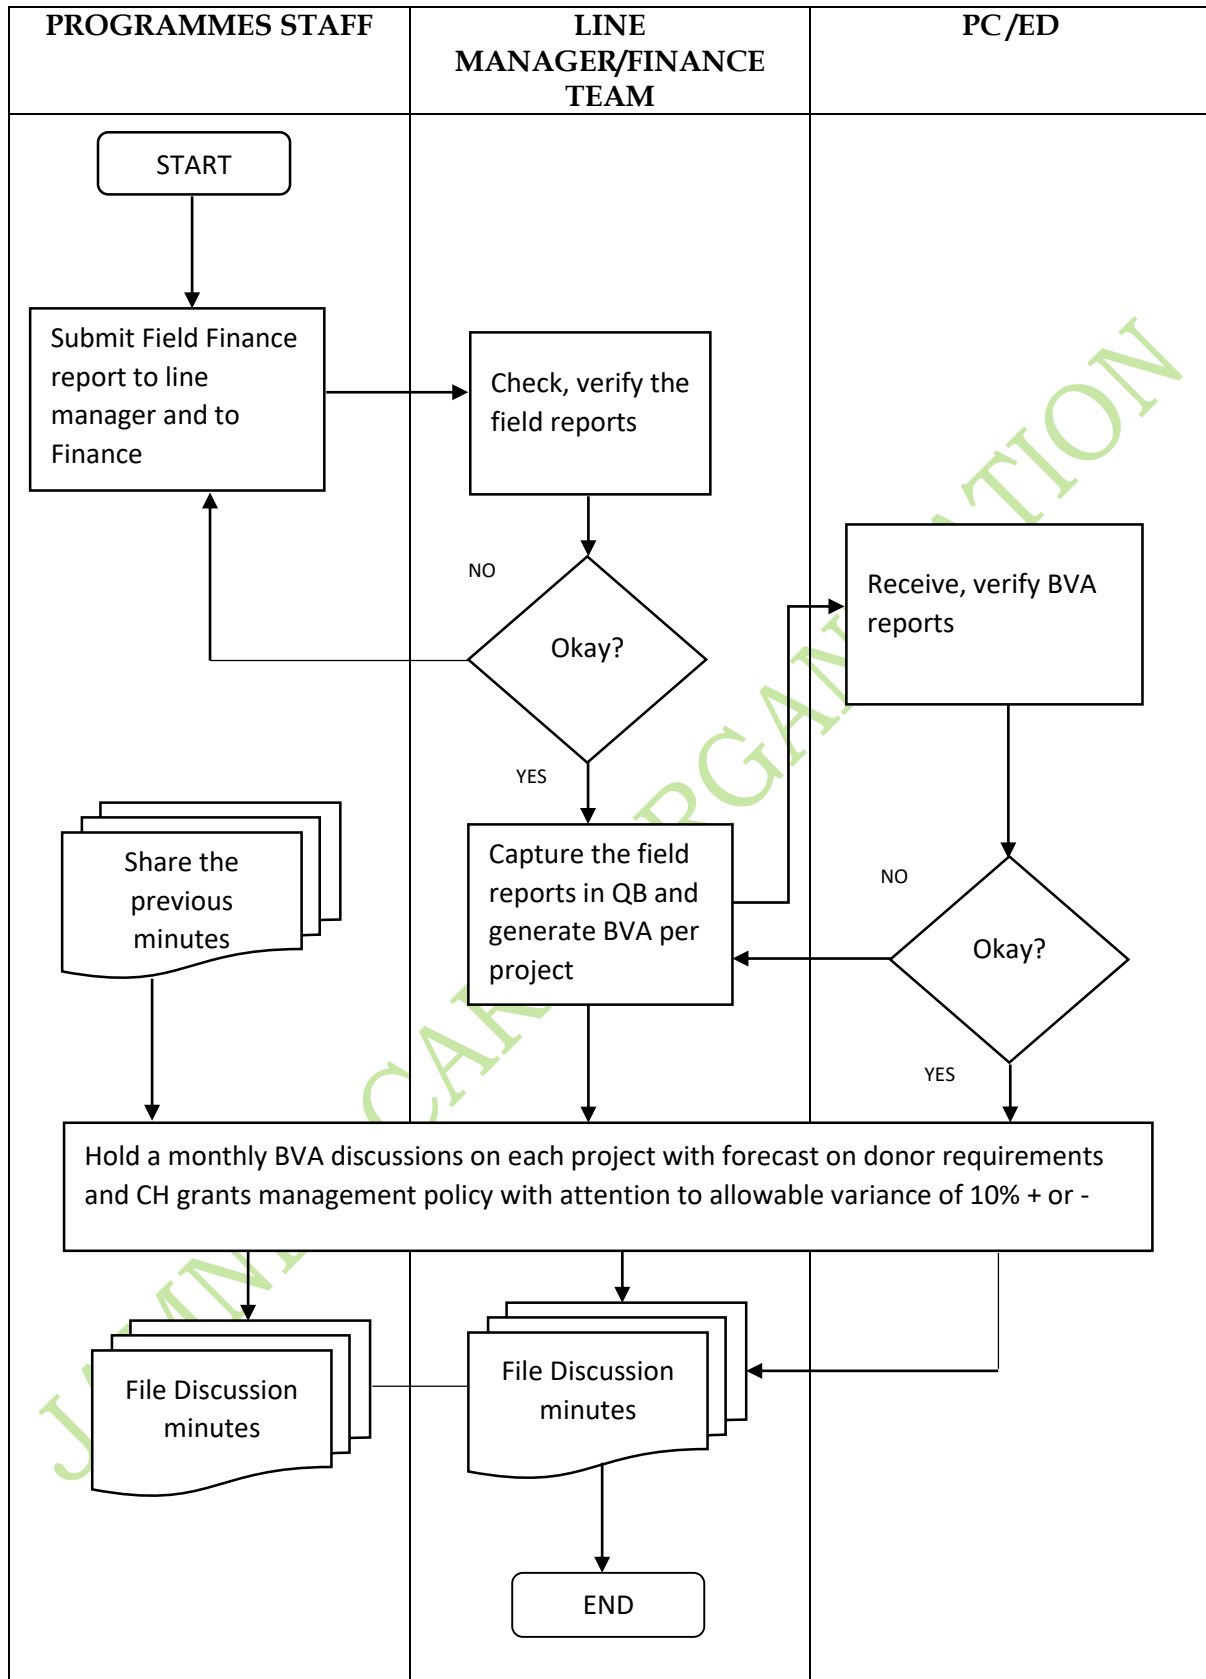 PROGRAMMES STAFF
LINE
MANAGER/FINANCE
TEAM
PC/ED
START
Submit Field Finance
report to line
manager and to
Finance
Check, verify the
field reports
NO
Okay?
YES
Receive, verify BVA
reports
Share the
previous
minutes
Capture the field
reports in QB and
generate BVA per
project
NO
Okay?
YES
Hold a monthly BVA discussions on each project with forecast on donor requirements
and CH grants management policy with attention to allowable variance of 10% + or -
File Discussion
minutes
File Discussion
minutes
END